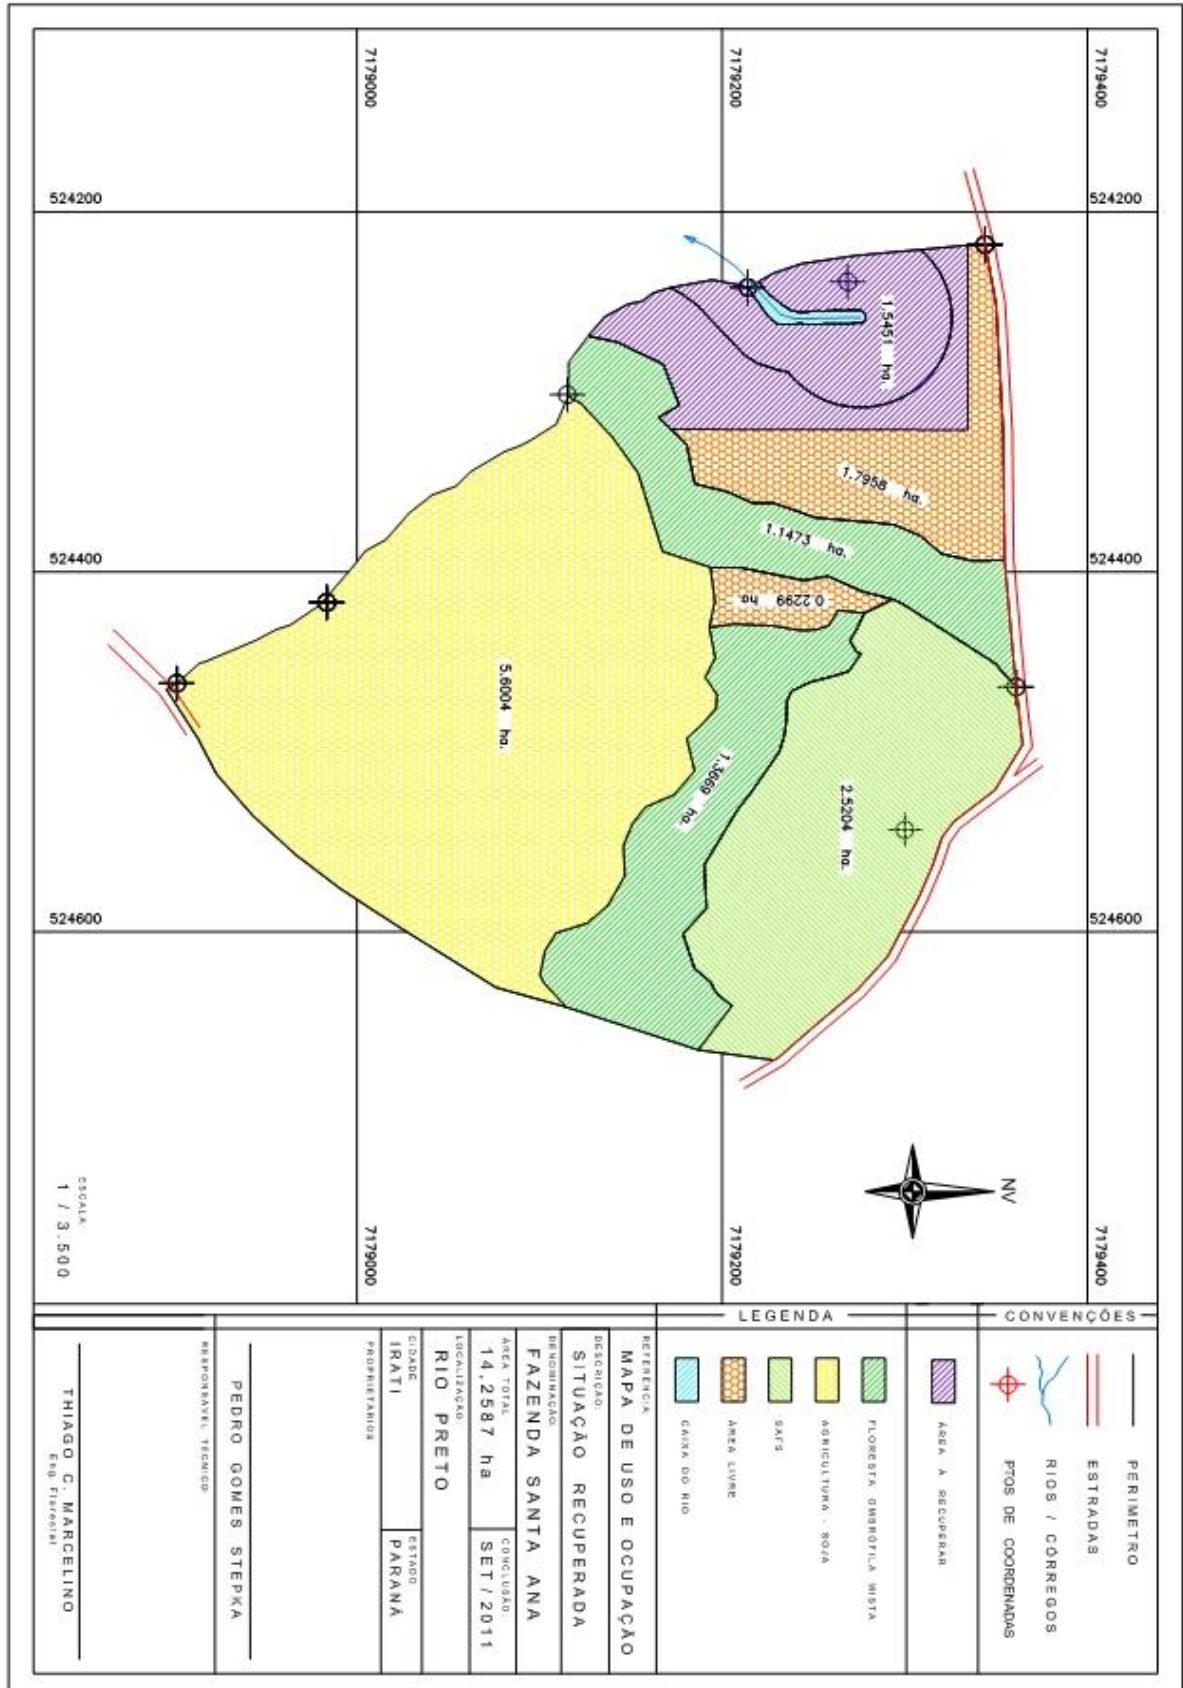 7179000
7179200
7179400
524200
524200
524400
524400
524600
524600
7179000
7179200
7179400
1.5451 ha.
1.7958 ha.
1.1473 ha.
0.2299 ha.
5.6004 ha.
1.3669 ha.
2.5204 ha.
NV
ESCALA:
1 / 3.500
CONVENÇÕES
PERIMETRO
ESTRADAS
RIOS / CÓRREGOS
PTOS DE COORDENADAS
LEGENDA
ÁREA À RECUPERAR
FLORESTA OMBRÓFILA MISTA
AGRICULTURA - SOJA
SAFS
ÁREA LIVRE
CAIXA DO RIO
REFERENCIA:
MAPA DE USO E OCUPAÇÃO
DESCRIÇÃO:
SITUAÇÃO RECUPERADA
DENOMINAÇÃO:
FAZENDA SANTA ANA
ÁREA TOTAL
14,2587 ha
CONCLUSÃO:
SET / 2011
LOCALIZAÇÃO:
RIO PRETO
CIDADE
IRATI
ESTADO
PARANÁ
PROPRIETARIOS
PEDRO GOMES STEPKA
RESPONSÁVEL TÉCNICO:
THIAGO C. MARCELINO
Eng. Florestal